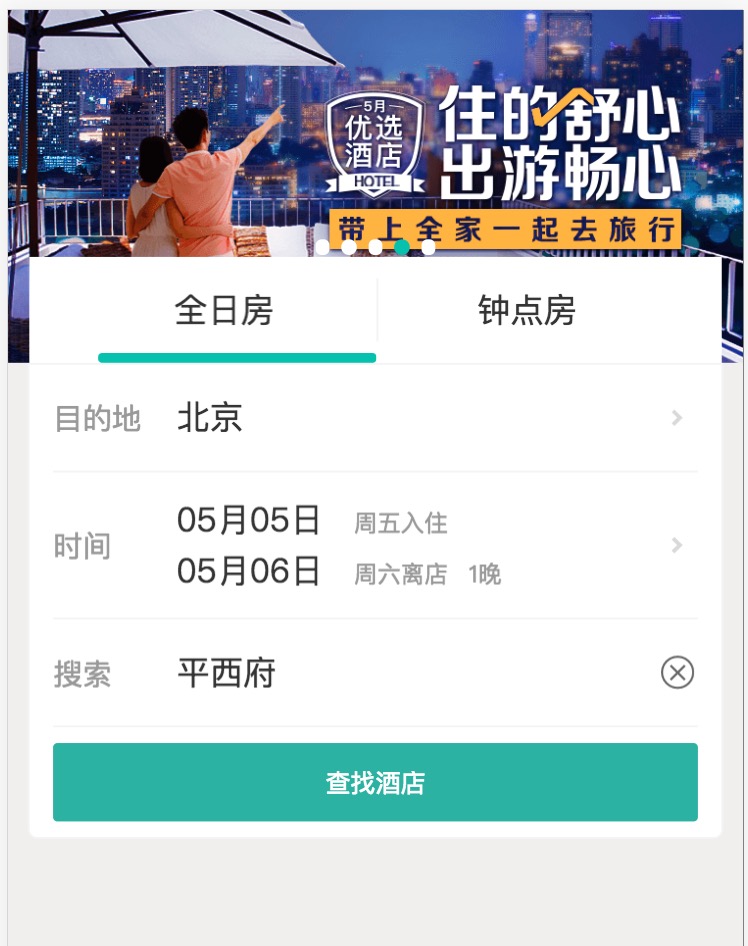 5月
优选
酒店
HOTEL
住的舒心
出游畅心
带上全家一起去旅行
全日房 钟点房
目的地 北京
时间
05月05日 周五入住
05月06日 周六离店 1晚
搜索 平西府
查找酒店